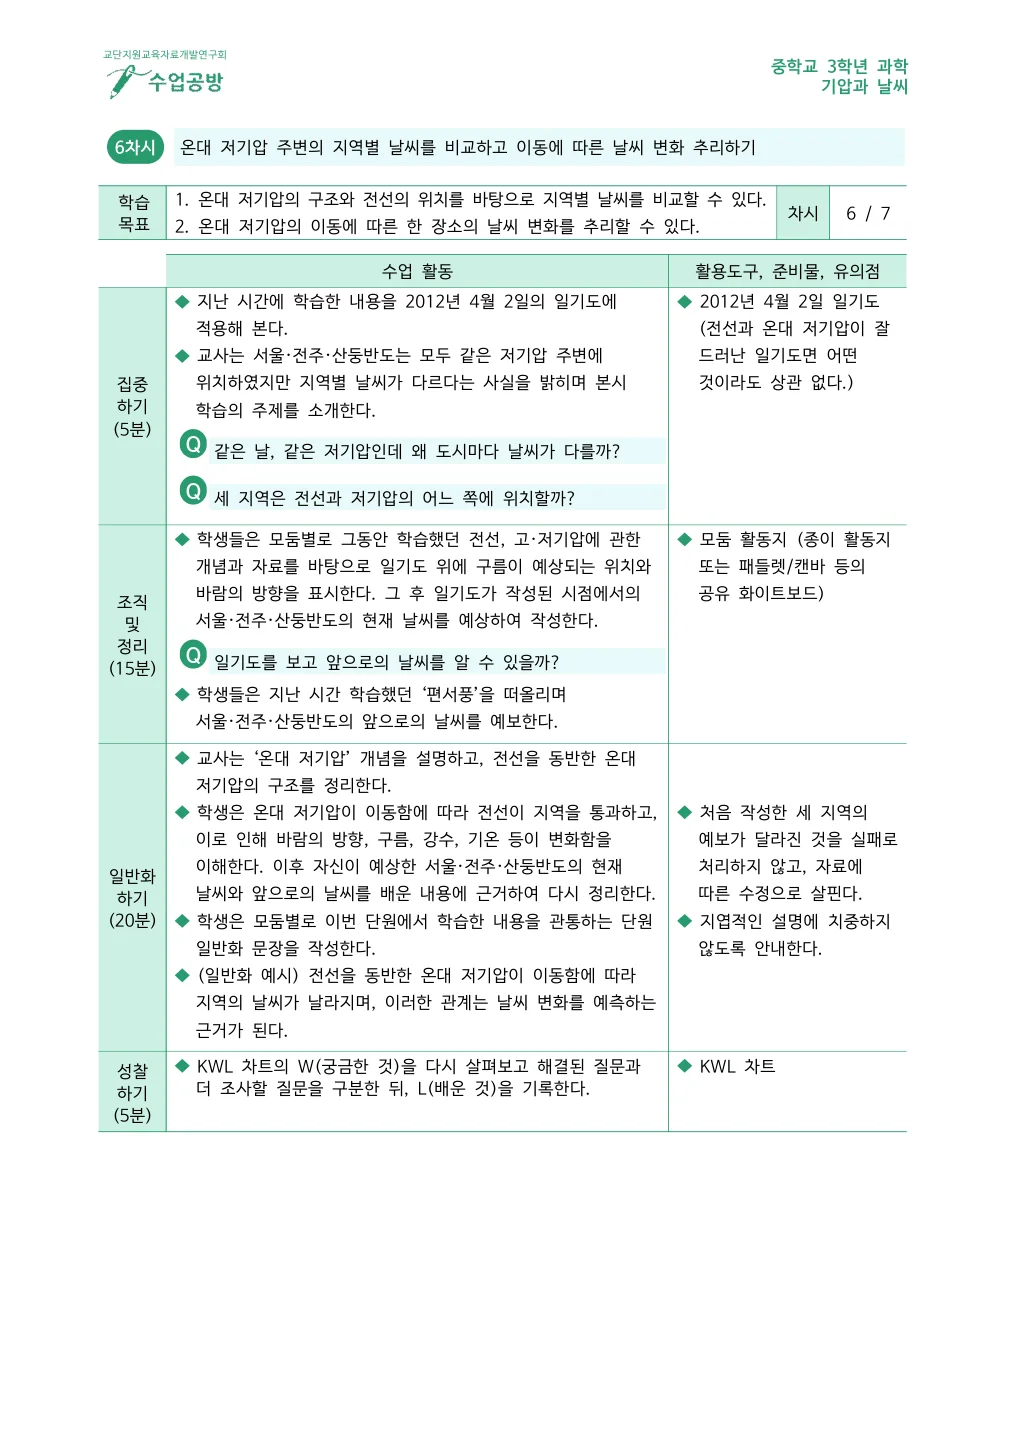 교단지원교육자료개발연구회
수업공방
중학교 3학년 과학
기압과 날씨
6차시
온대 저기압 주변의 지역별 날씨를 비교하고 이동에 따른 날씨 변화 추리하기
학습
목표
1. 온대 저기압의 구조와 전선의 위치를 바탕으로 지역별 날씨를 비교할 수 있다.
2. 온대 저기압의 이동에 따른 한 장소의 날씨 변화를 추리할 수 있다.
차시
6 / 7
수업 활동
활용도구, 준비물, 유의점
집중
하기
(5분)
◆ 지난 시간에 학습한 내용을 2012년 4월 2일의 일기도에
적용해 본다.
◆ 교사는 서울·전주·산둥반도는 모두 같은 저기압 주변에
위치하였지만 지역별 날씨가 다르다는 사실을 밝히며 본시
학습의 주제를 소개한다.
Q 같은 날, 같은 저기압인데 왜 도시마다 날씨가 다를까?
Q 세 지역은 전선과 저기압의 어느 쪽에 위치할까?
◆ 2012년 4월 2일 일기도
(전선과 온대 저기압이 잘
드러난 일기도면 어떤
것이라도 상관 없다.)
조직
및
정리
(15분)
◆ 학생들은 모둠별로 그동안 학습했던 전선, 고·저기압에 관한
개념과 자료를 바탕으로 일기도 위에 구름이 예상되는 위치와
바람의 방향을 표시한다. 그 후 일기도가 작성된 시점에서의
서울·전주·산둥반도의 현재 날씨를 예상하여 작성한다.
Q 일기도를 보고 앞으로의 날씨를 알 수 있을까?
◆ 학생들은 지난 시간 학습했던 ‘편서풍’을 떠올리며
서울·전주·산둥반도의 앞으로의 날씨를 예보한다.
◆ 모둠 활동지 (종이 활동지
또는 패들렛/캔바 등의
공유 화이트보드)
일반화
하기
(20분)
◆ 교사는 ‘온대 저기압’ 개념을 설명하고, 전선을 동반한 온대
저기압의 구조를 정리한다.
◆ 학생은 온대 저기압이 이동함에 따라 전선이 지역을 통과하고,
이로 인해 바람의 방향, 구름, 강수, 기온 등이 변화함을
이해한다. 이후 자신이 예상한 서울·전주·산둥반도의 현재
날씨와 앞으로의 날씨를 배운 내용에 근거하여 다시 정리한다.
◆ 학생은 모둠별로 이번 단원에서 학습한 내용을 관통하는 단원
일반화 문장을 작성한다.
◆ (일반화 예시) 전선을 동반한 온대 저기압이 이동함에 따라
지역의 날씨가 날라지며, 이러한 관계는 날씨 변화를 예측하는
근거가 된다.
◆ 처음 작성한 세 지역의
예보가 달라진 것을 실패로
처리하지 않고, 자료에
따른 수정으로 살핀다.
◆ 지엽적인 설명에 치중하지
않도록 안내한다.
성찰
하기
(5분)
◆ KWL 차트의 W(궁금한 것)을 다시 살펴보고 해결된 질문과
더 조사할 질문을 구분한 뒤, L(배운 것)을 기록한다.
◆ KWL 차트